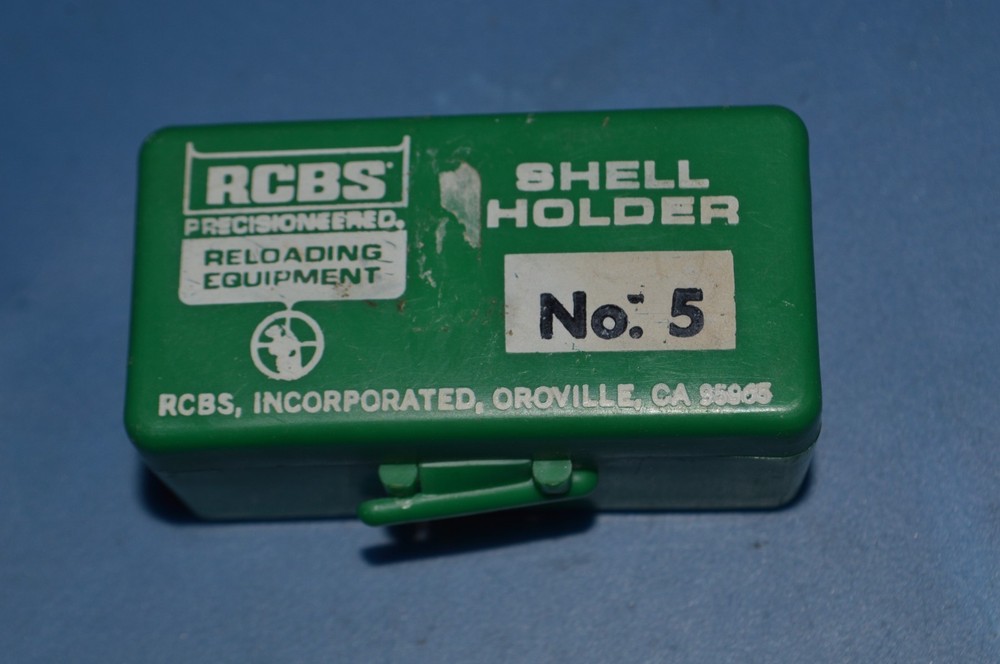 RCBS
PRECISIONEERED.
RELOADING
EQUIPMENT
SHELL
HOLDER
No. 5
RCBS, INCORPORATED, OROVILLE, CA 95965